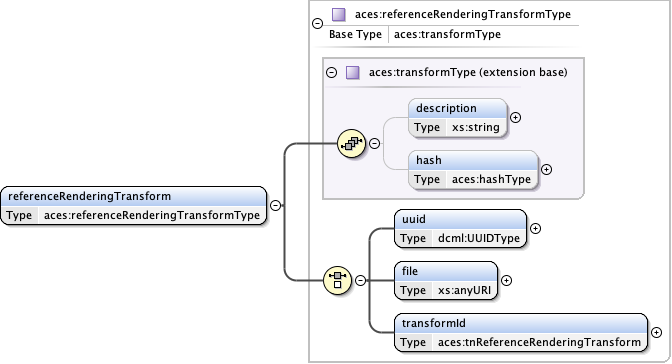 aces:referenceRenderingTransformType
Base Type aces:transformType
aces:transformType (extension base)
description
Type xs:string
hash
Type aces:hashType
referenceRenderingTransform
Type aces:referenceRenderingTransformType
uuid
Type dcml:UUIDType
file
Type xs:anyURI
transformId
Type aces:tnReferenceRenderingTransform